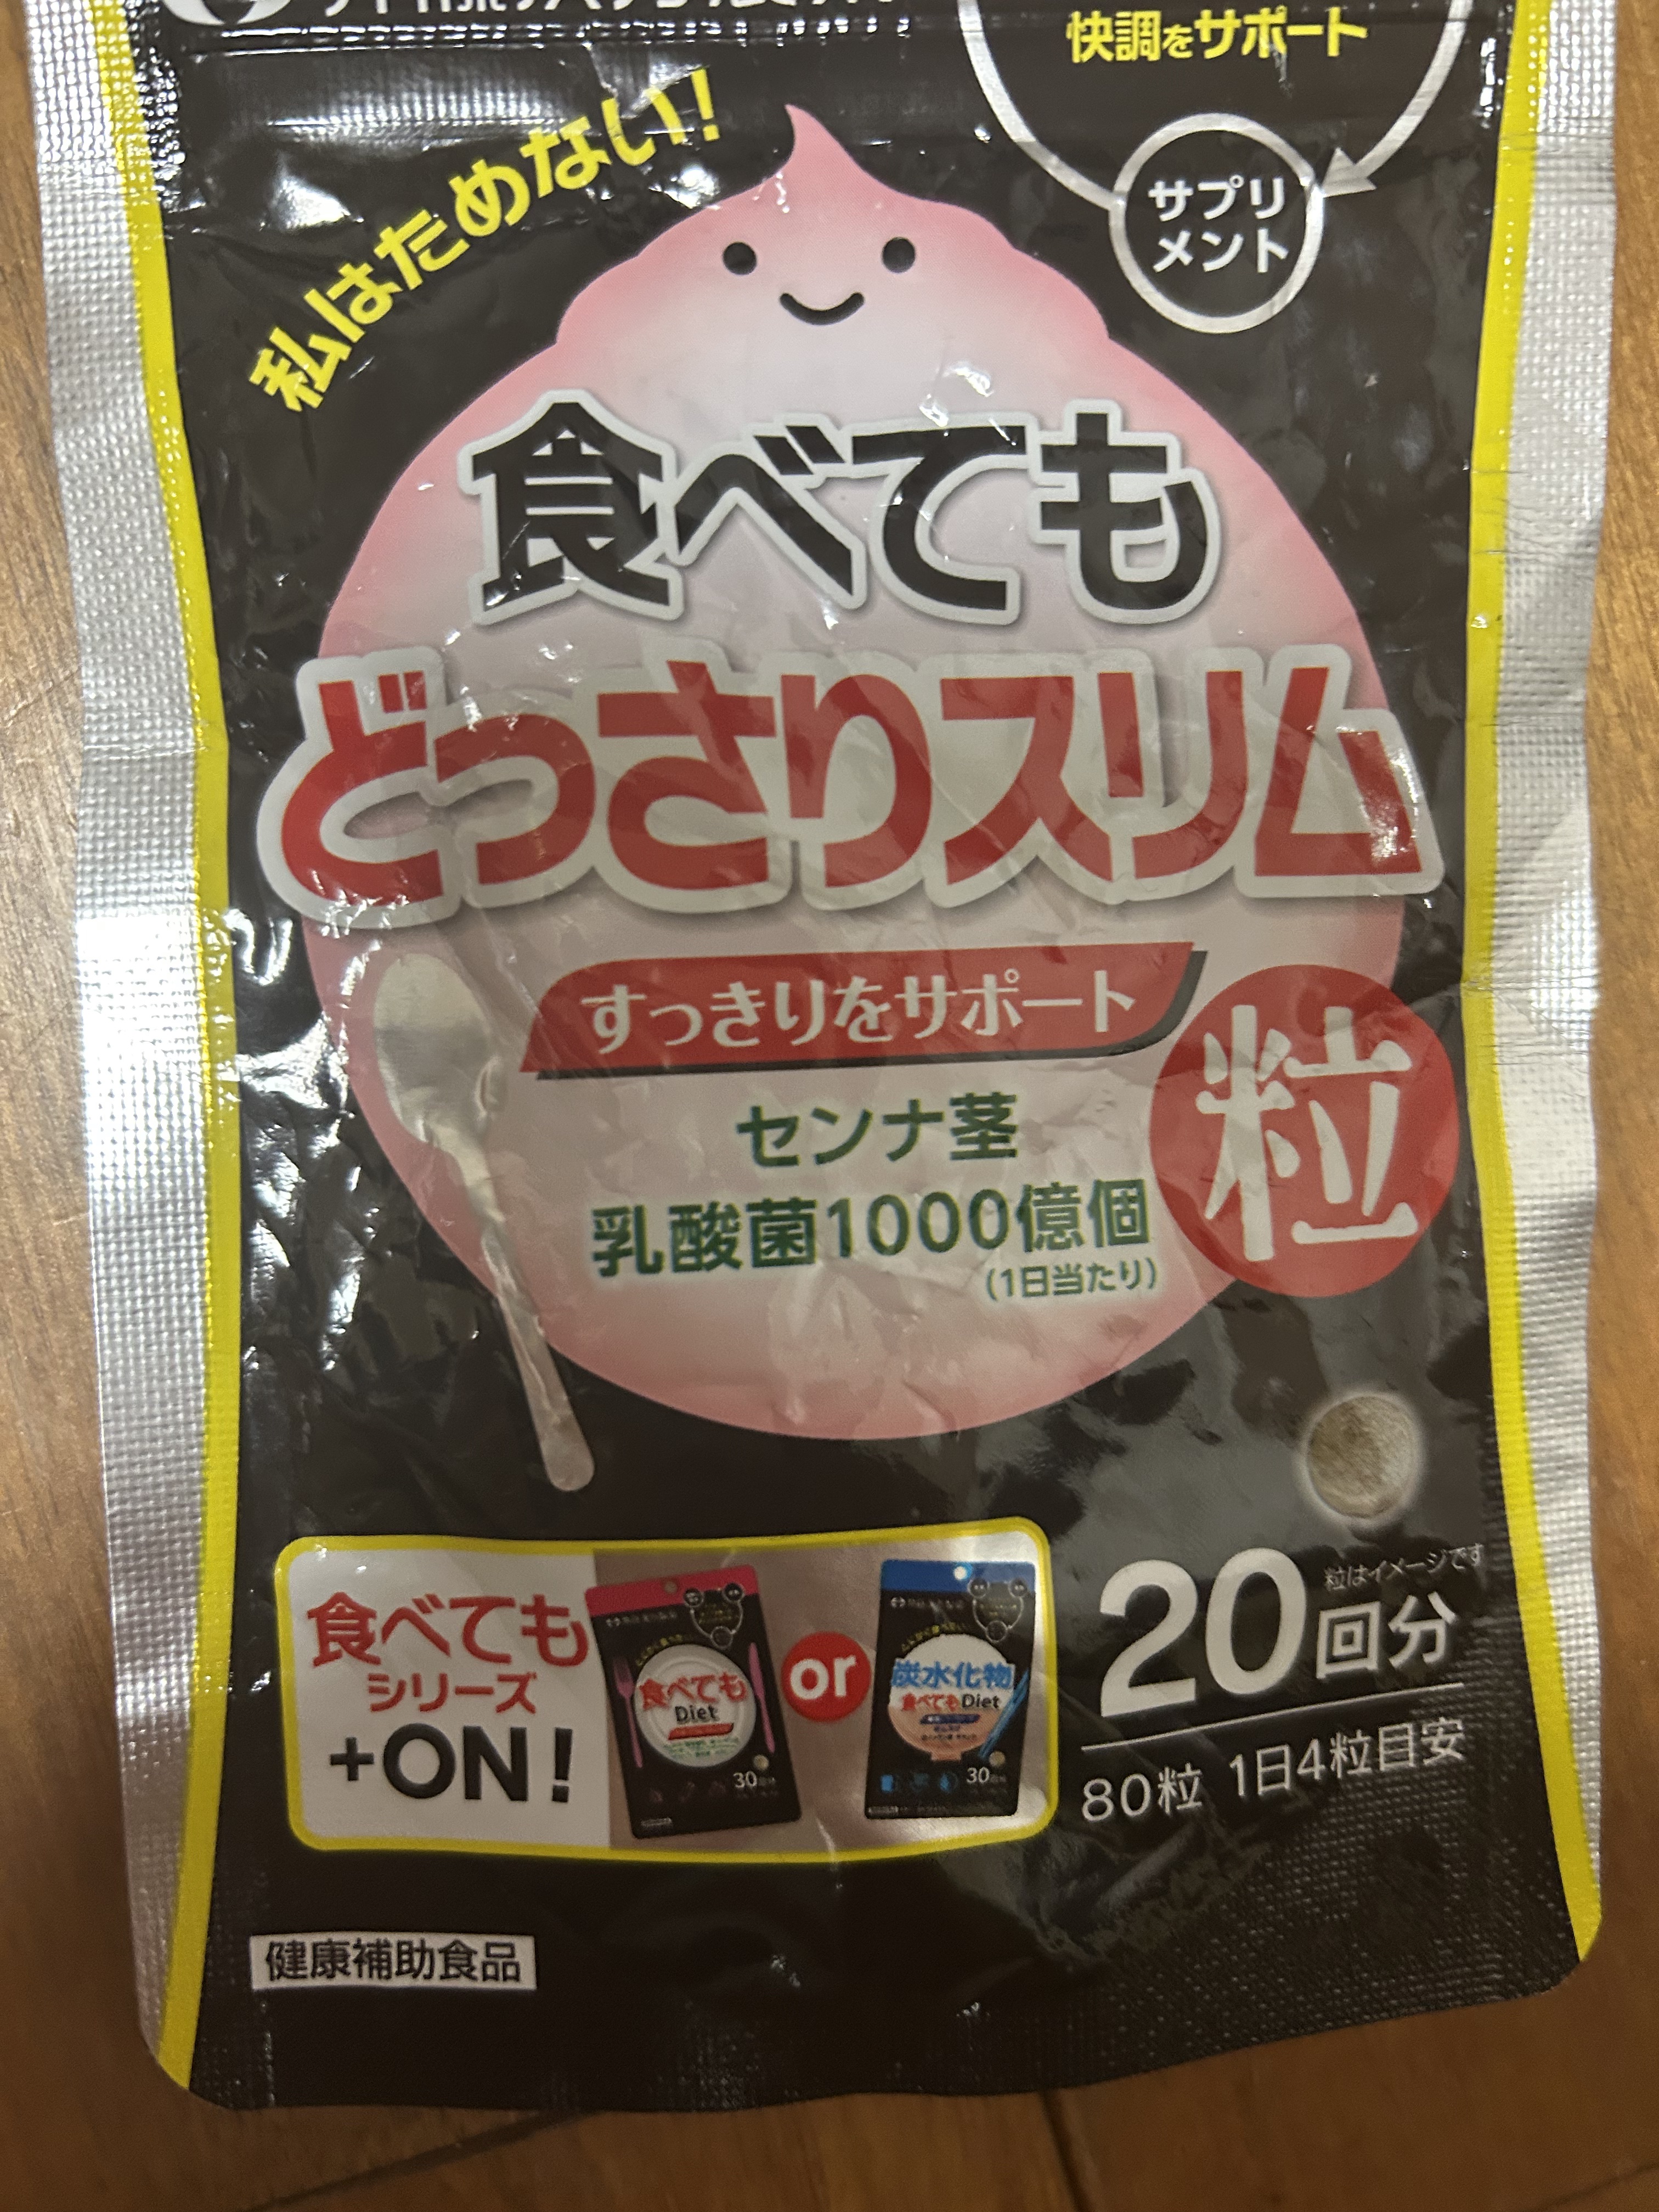 快調をサポート
私はためない!
サプリ
メント
食べても
どっさりスリム
すっきりをサポート
粒
センナ茎
乳酸菌1000億個
(1日当たり)
食べても
シリーズ
+ON!
食べても
Diet
30
or
炭水化物
食べてもDiet
30
粒はイメージです
20回分
80粒 1日4粒目安
健康補助食品